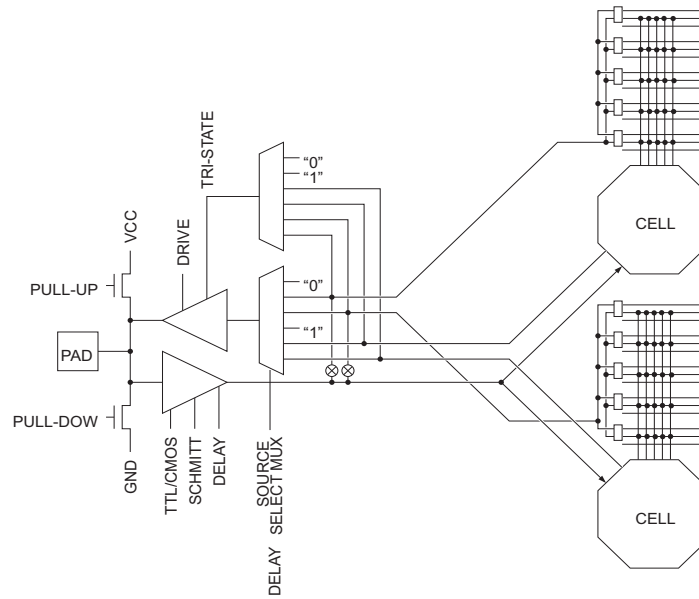 TRI-STATE
"0"
"1"
VCC
DRIVE
CELL
PULL-UP
"0"
"1"
PAD
PULL-DOW
GND
TTL/CMOS
SCHMITT
DELAY
SOURCE
SELECT MUX
DELAY
CELL